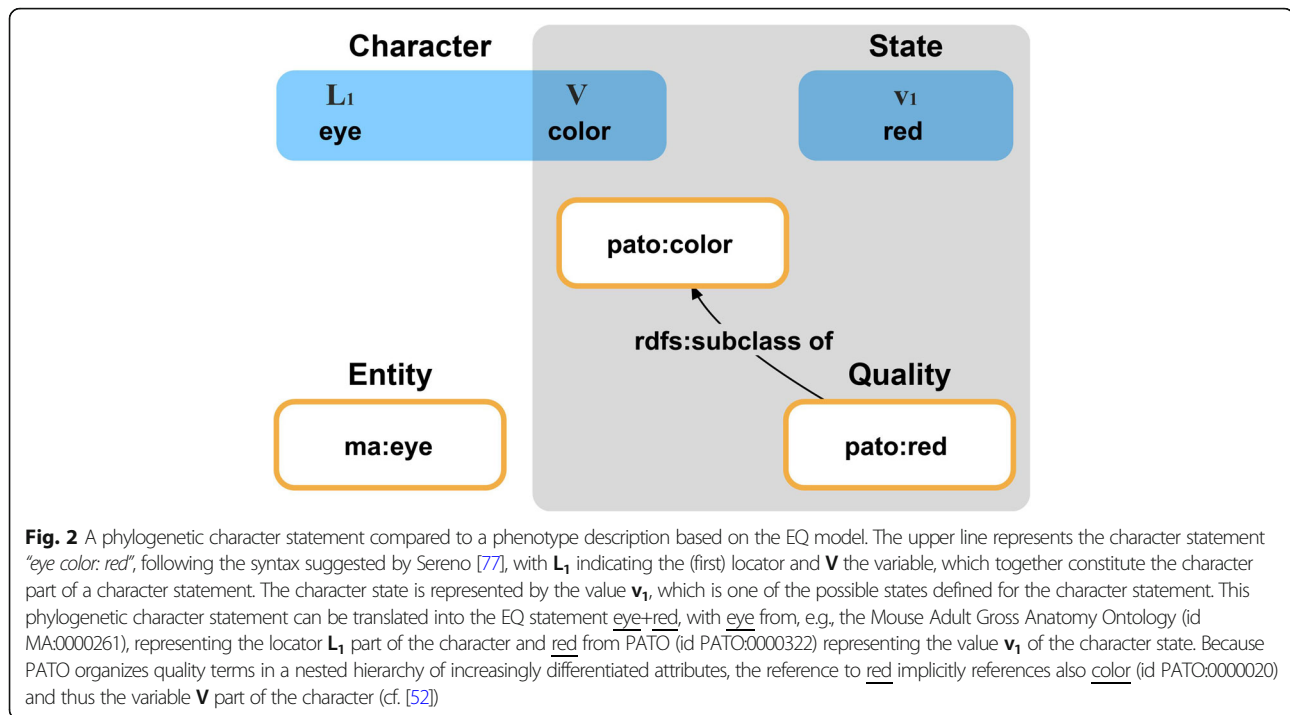 Character State
L1 V v1
eye color red
pato:color
rdfs:subclass of
Entity Quality
ma:eye pato:red
Fig. 2 A phylogenetic character statement compared to a phenotype description based on the EQ model. The upper line represents the character statement
"eye color: red", following the syntax suggested by Sereno [77], with L1 indicating the (first) locator and V the variable, which together constitute the character
part of a character statement. The character state is represented by the value v1, which is one of the possible states defined for the character statement. This
phylogenetic character statement can be translated into the EQ statement eye+red, with eye from, e.g., the Mouse Adult Gross Anatomy Ontology (id
MA:0000261), representing the locator L1 part of the character and red from PATO (id PATO:0000322) representing the value v1 of the character state. Because
PATO organizes quality terms in a nested hierarchy of increasingly differentiated attributes, the reference to red implicitly references also color (id PATO:0000020)
and thus the variable V part of the character (cf. [52])